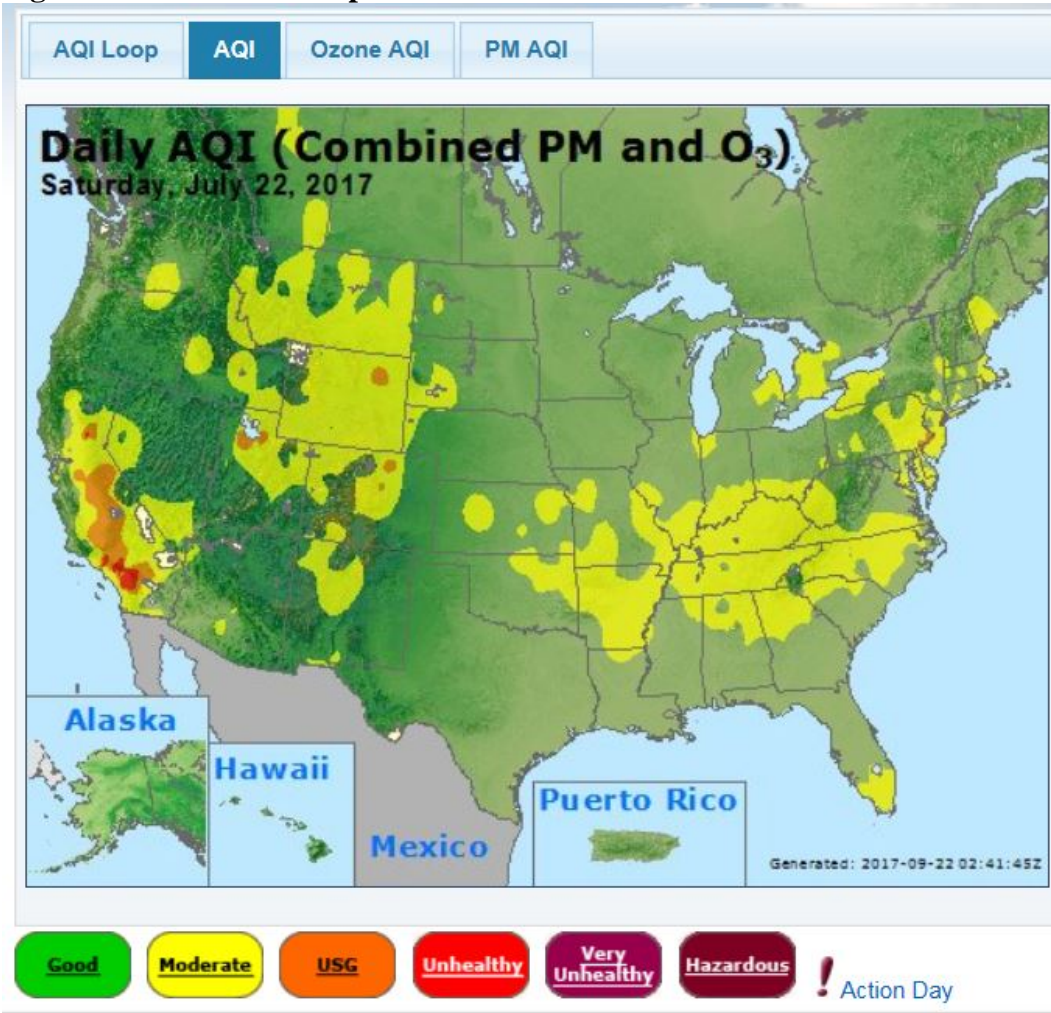 AQI Loop AQI Ozone AQI PM AQI
Daily AQI (Combined PM and O₃)
Saturday, July 22, 2017
Alaska
Hawaii
Mexico
Puerto Rico
Generated: 2017-09-22 02:41:45Z
Good Moderate USG Unhealthy Very Unhealthy Hazardous ! Action Day